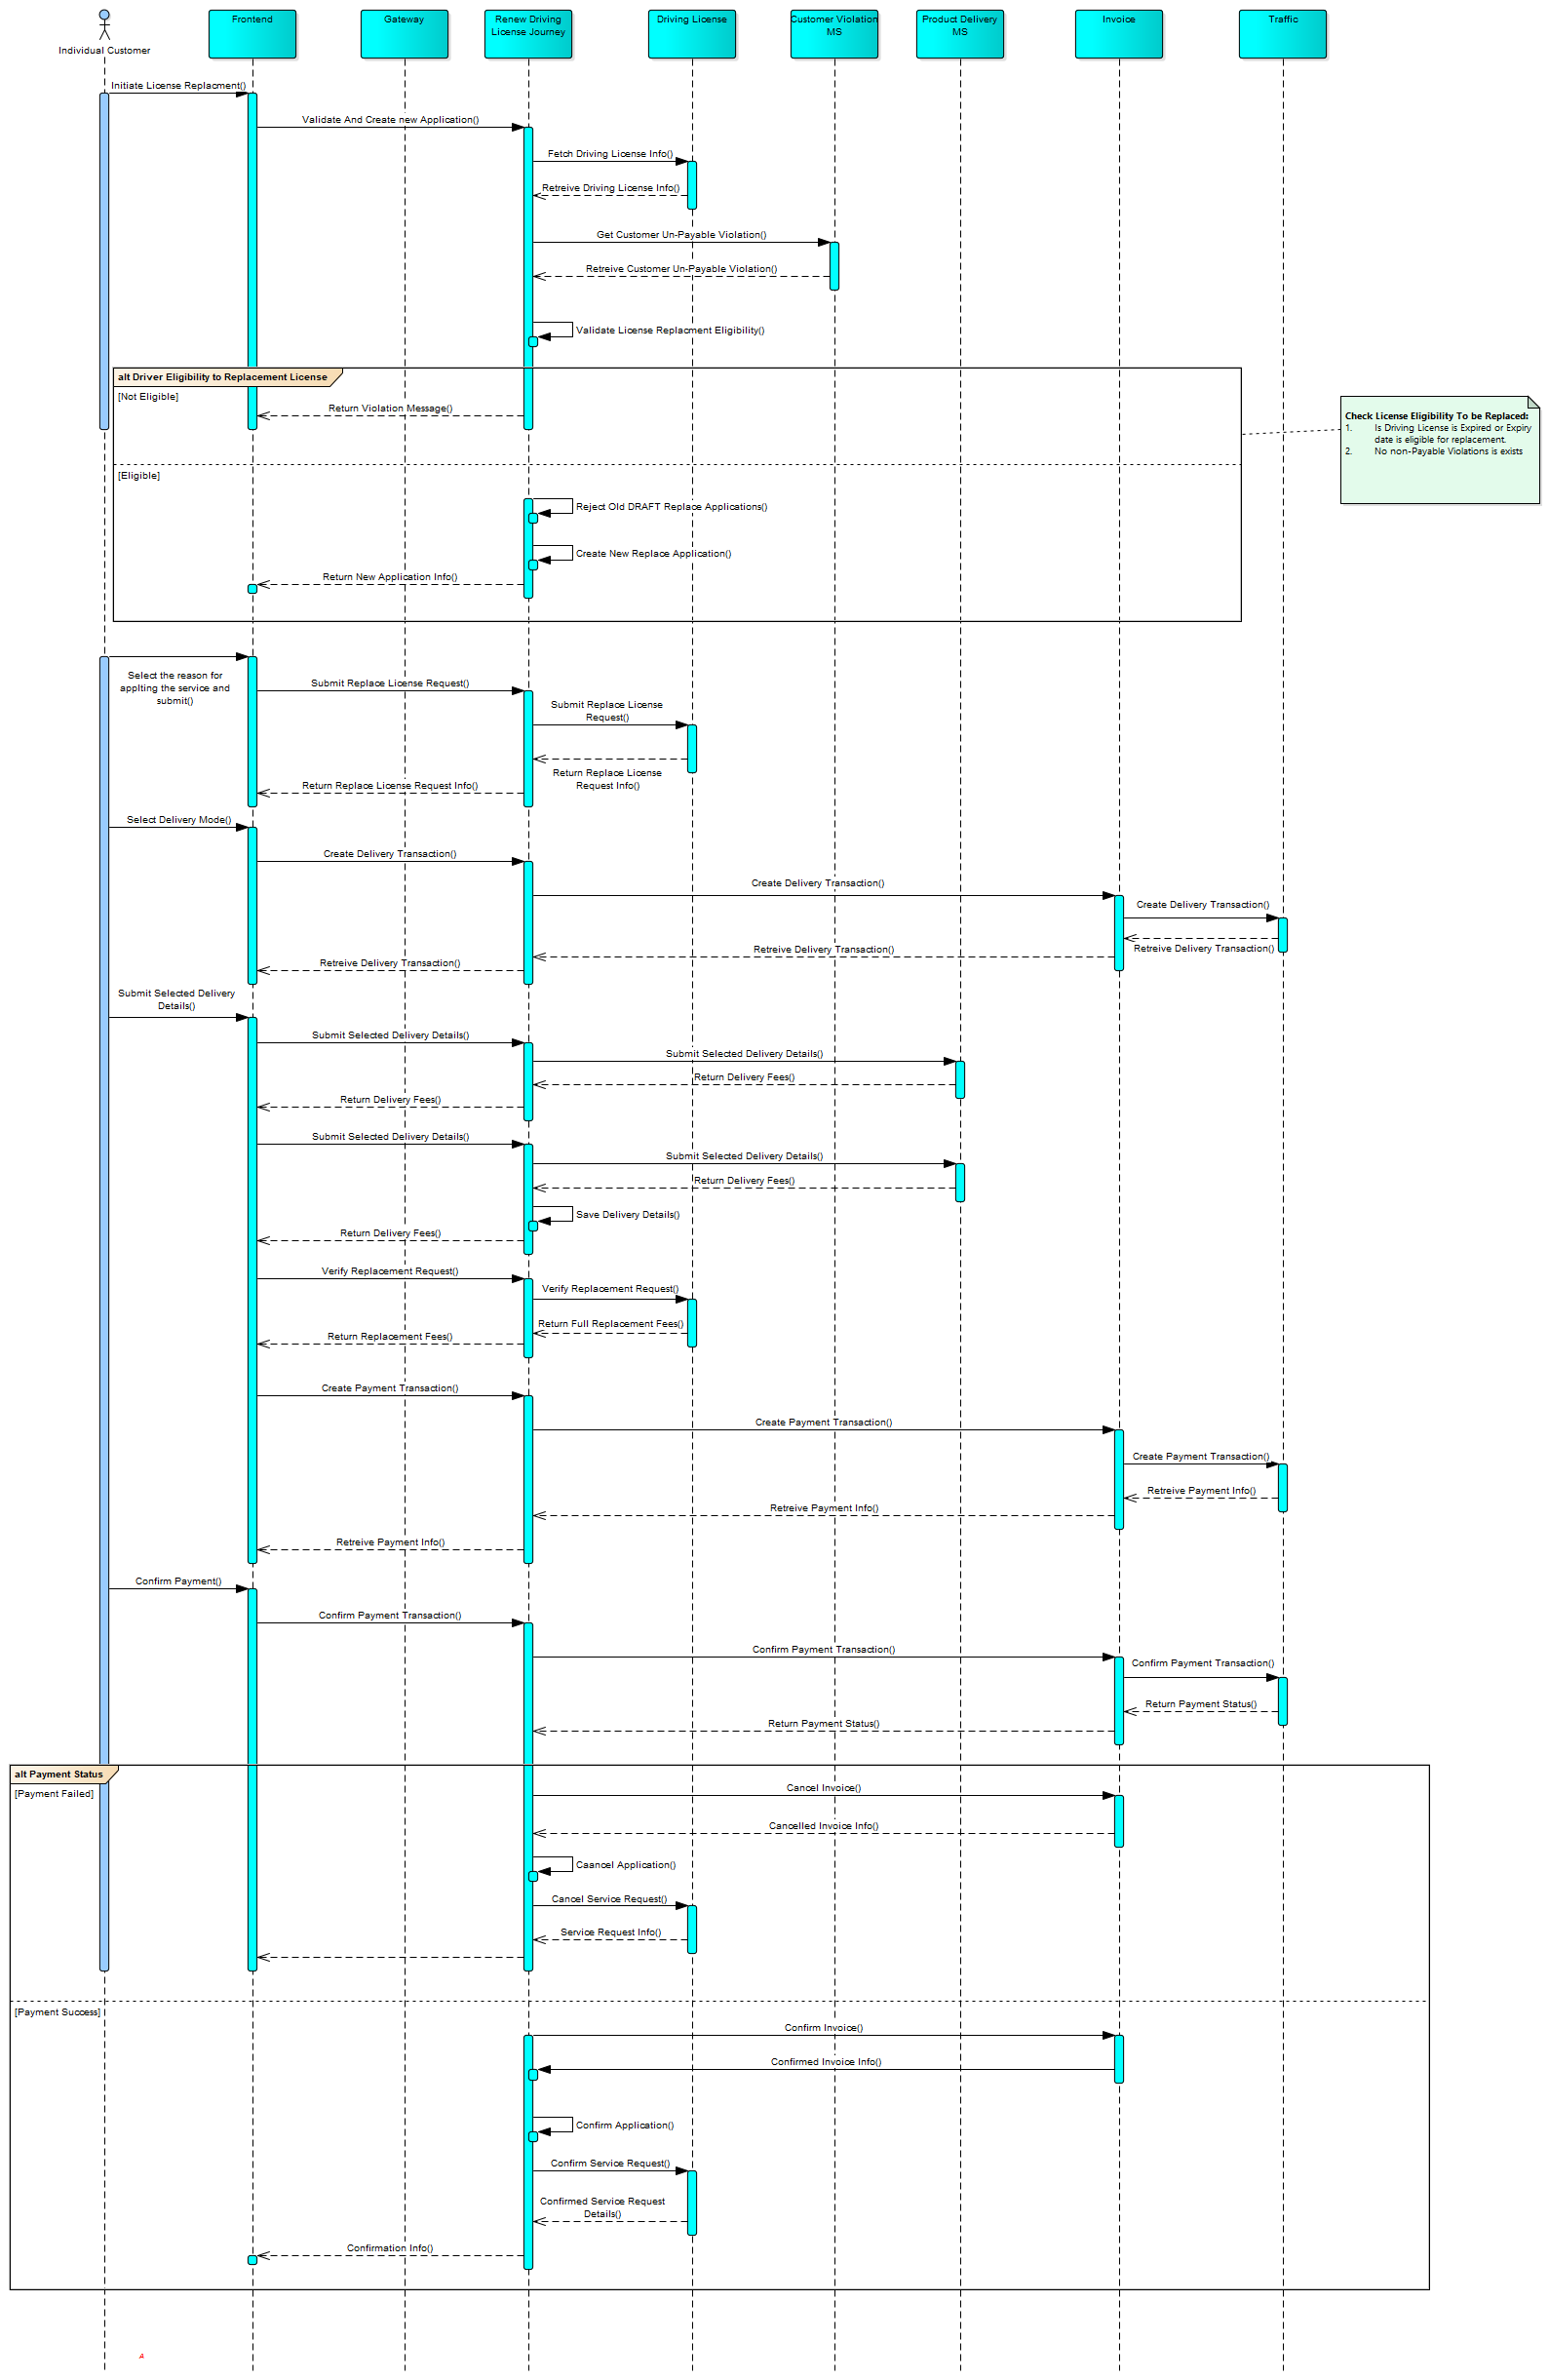 Individual Customer
Frontend
Gateway
Renew Driving
License Journey
Driving License
Customer Violation
MS
Product Delivery
MS
Invoice
Traffic
Initiate License Replacment()
Validate And Create new Application()
Fetch Driving License Info()
Retreive Driving License Info()
Get Customer Un-Payable Violation()
Retreive Customer Un-Payable Violation()
Validate License Replacment Eligibility()
alt Driver Eligibility to Replacement License
[Not Eligible]
Return Violation Message()
Check License Eligibility To be Replaced:
1. Is Driving License is Expired or Expiry
date is eligible for replacement.
2. No non-Payable Violations is exists
[Eligible]
Reject Old DRAFT Replace Applications()
Create New Replace Application()
Return New Application Info()
Select the reason for
applting the service and
submit()
Submit Replace License Request()
Submit Replace License
Request()
Return Replace License
Request Info()
Return Replace License Request Info()
Select Delivery Mode()
Create Delivery Transaction()
Create Delivery Transaction()
Create Delivery Transaction()
Retreive Delivery Transaction()
Retreive Delivery Transaction()
Retreive Delivery Transaction()
Submit Selected Delivery
Details()
Submit Selected Delivery Details()
Submit Selected Delivery Details()
Return Delivery Fees()
Return Delivery Fees()
Submit Selected Delivery Details()
Submit Selected Delivery Details()
Return Delivery Fees()
Save Delivery Details()
Return Delivery Fees()
Verify Replacement Request()
Verify Replacement Request()
Return Full Replacement Fees()
Return Replacement Fees()
Create Payment Transaction()
Create Payment Transaction()
Create Payment Transaction()
Retreive Payment Info()
Retreive Payment Info()
Retreive Payment Info()
Confirm Payment()
Confirm Payment Transaction()
Confirm Payment Transaction()
Confirm Payment Transaction()
Return Payment Status()
Return Payment Status()
alt Payment Status
[Payment Failed]
Cancel Invoice()
Cancelled Invoice Info()
Caancel Application()
Cancel Service Request()
Service Request Info()
[Payment Success]
Confirm Invoice()
Confirmed Invoice Info()
Confirm Application()
Confirm Service Request()
Confirmed Service Request
Details()
Confirmation Info()
A